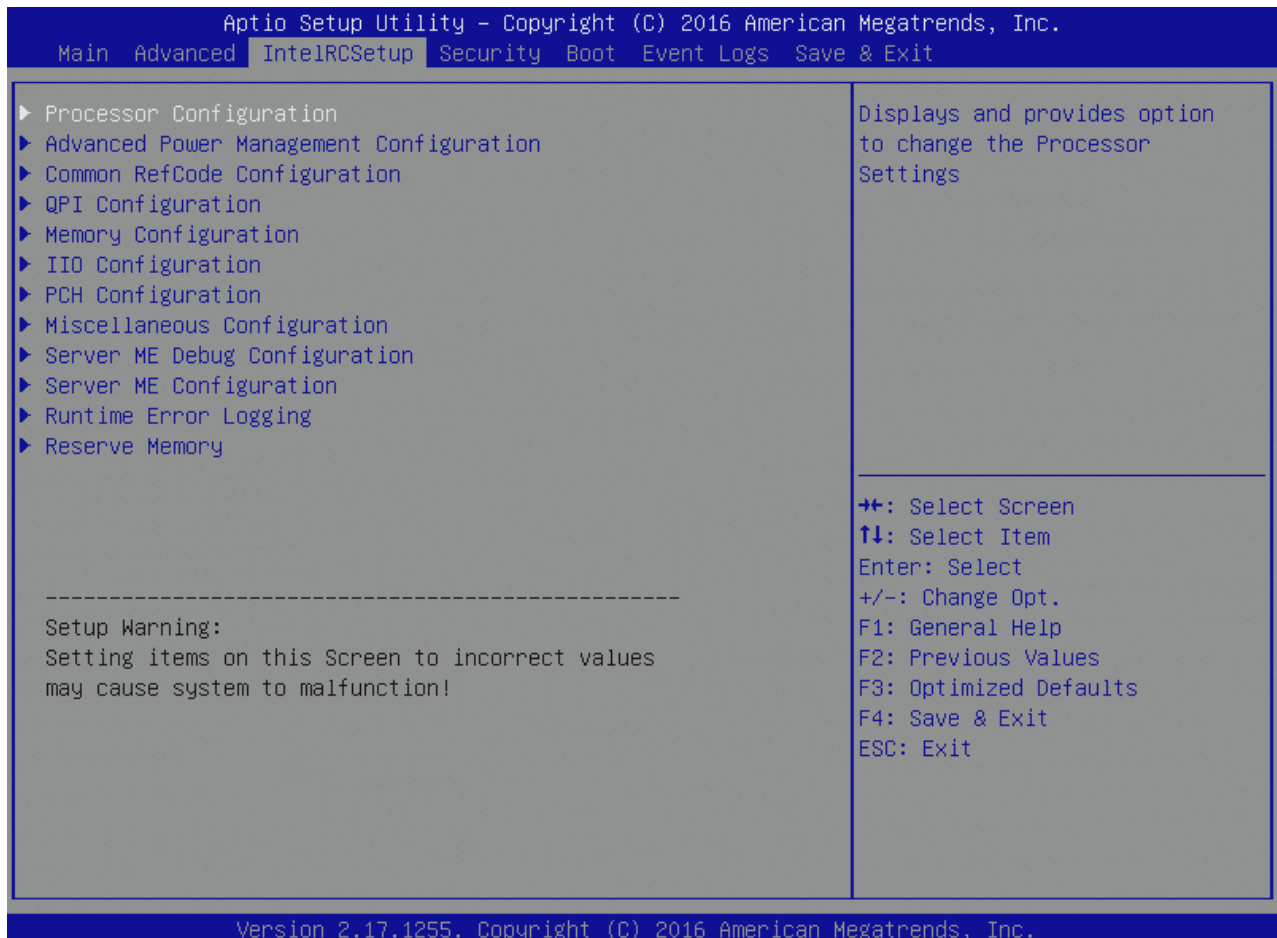 Aptio Setup Utility – Copyright (C) 2016 American Megatrends, Inc.
Main Advanced IntelRCSetup Security Boot Event Logs Save & Exit
Processor Configuration
Advanced Power Management Configuration
Common RefCode Configuration
QPI Configuration
Memory Configuration
IIO Configuration
PCH Configuration
Miscellaneous Configuration
Server ME Debug Configuration
Server ME Configuration
Runtime Error Logging
Reserve Memory
--------------------------------------------------
Setup Warning:
Setting items on this Screen to incorrect values
may cause system to malfunction!
Displays and provides option
to change the Processor
Settings
→←: Select Screen
↑↓: Select Item
Enter: Select
+/-: Change Opt.
F1: General Help
F2: Previous Values
F3: Optimized Defaults
F4: Save & Exit
ESC: Exit
Version 2.17.1255. Copyright (C) 2016 American Megatrends, Inc.